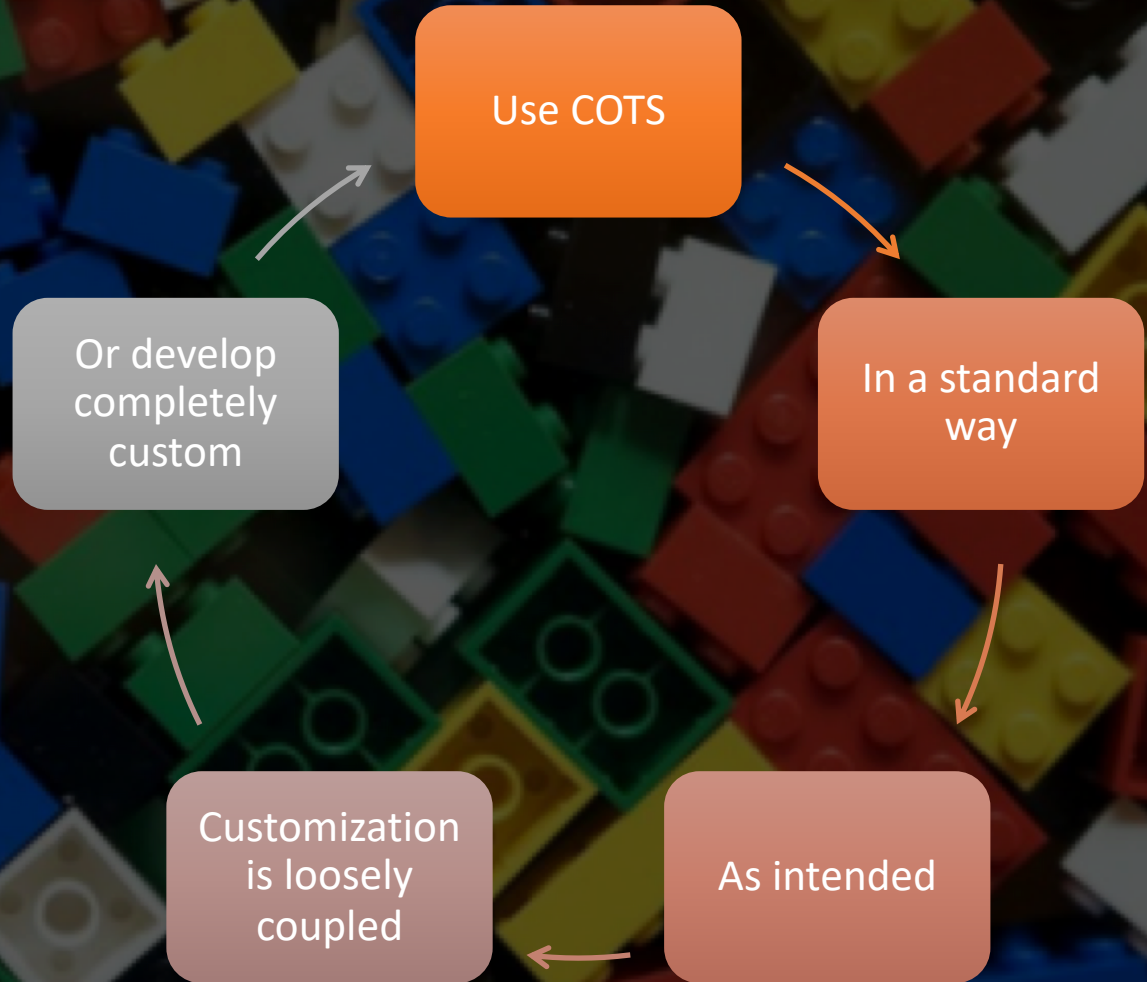 Use COTS
In a standard
way
As intended
Customization
is loosely
coupled
Or develop
completely
custom